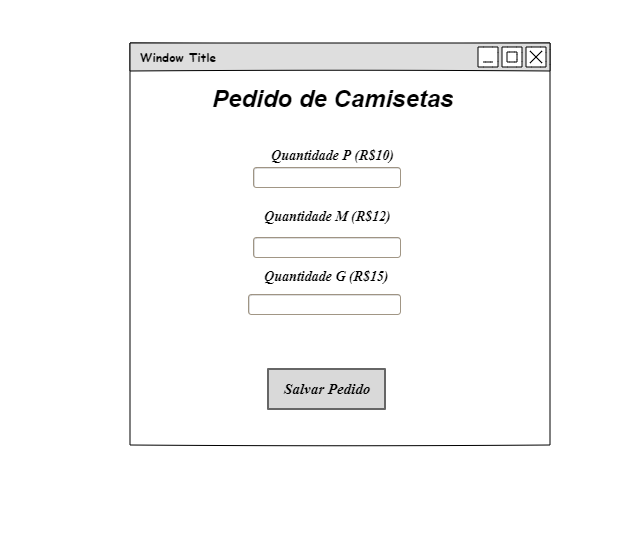 Window Title
Pedido de Camisetas
Quantidade P (R$10)
Quantidade M (R$12)
Quantidade G (R$15)
Salvar Pedido